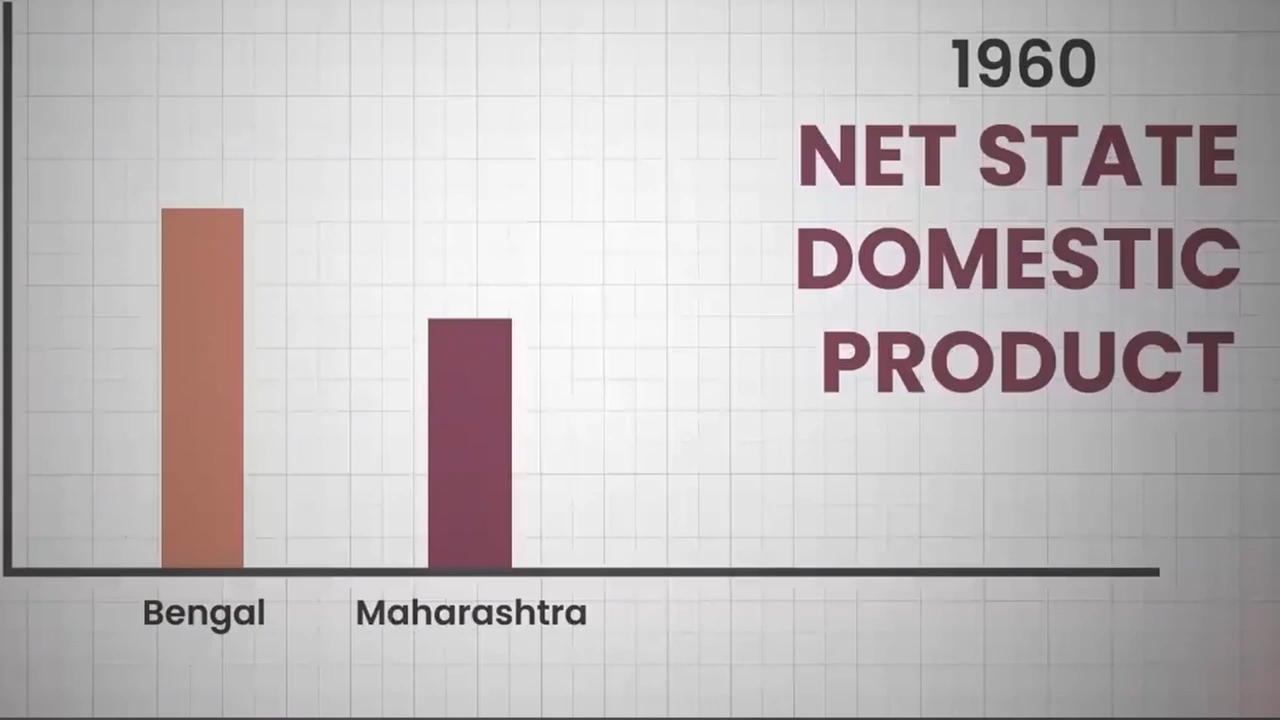 1960
NET STATE
DOMESTIC
PRODUCT
Bengal
Maharashtra